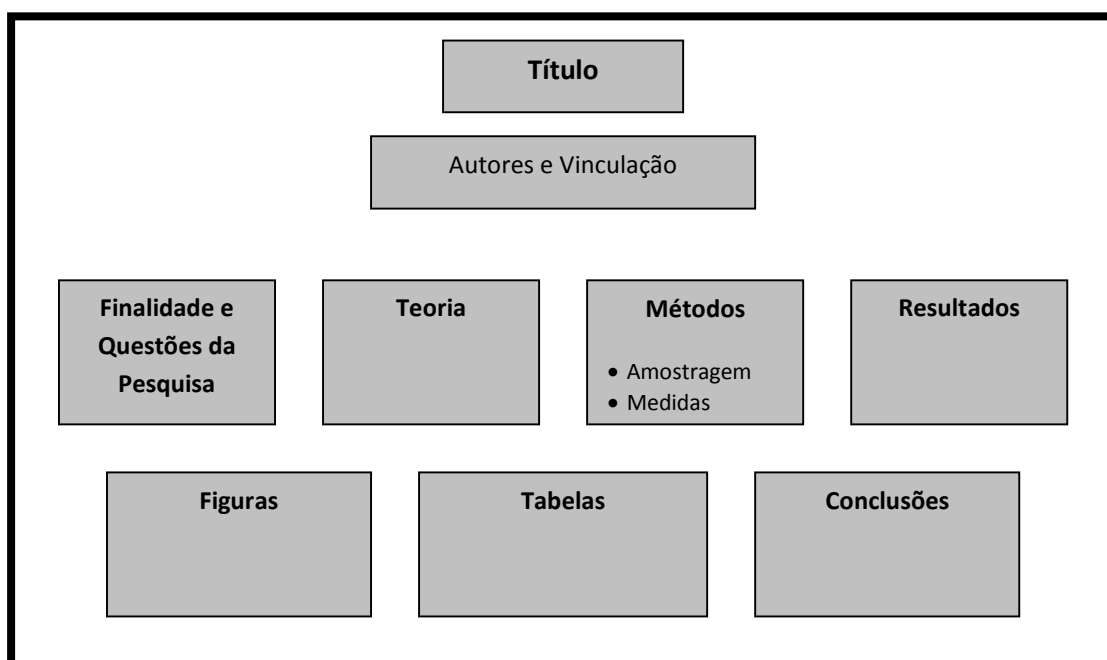 Título
Autores e Vinculação
Finalidade e
Questões da
Pesquisa
Teoria
Métodos
• Amostragem
• Medidas
Resultados
Figuras
Tabelas
Conclusões